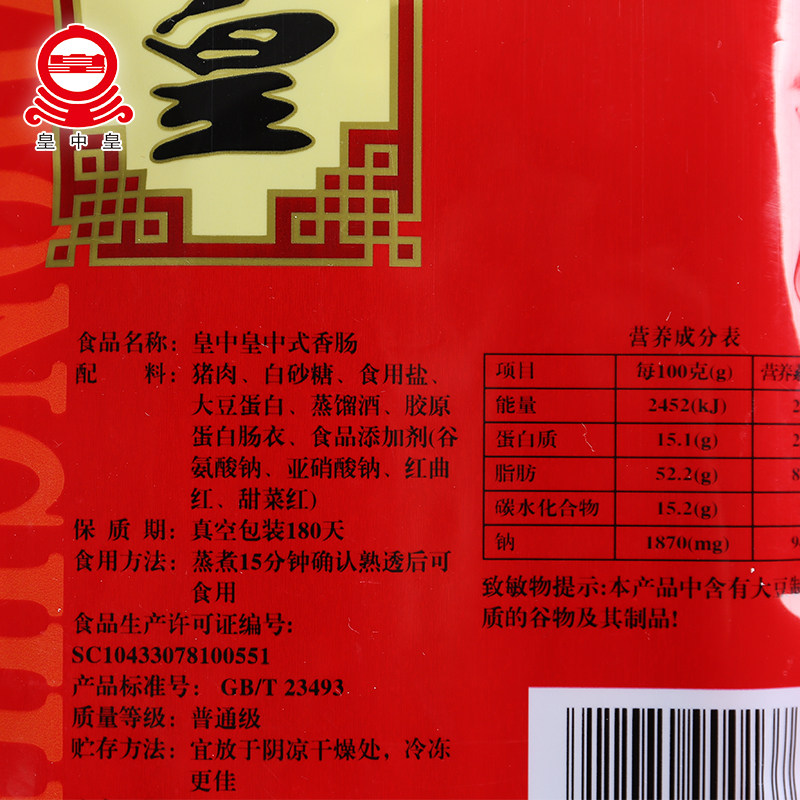 皇中皇
皇
食品名称：皇中皇中式香肠
配 料：猪肉、白砂糖、食用盐、
大豆蛋白、蒸馏酒、胶原
蛋白肠衣、食品添加剂(谷
氨酸钠、亚硝酸钠、红曲
红、甜菜红)
保 质 期：真空包装180天
食用方法：蒸煮15分钟确认熟透后可
食用
食品生产许可证编号：
SC10433078100551
产品标准号： GB/T 23493
质量等级：普通级
贮存方法：宜放于阴凉干燥处，冷冻
更佳
营养成分表
项目 每100克(g) 营养
能量 2452(kJ) 2
蛋白质 15.1(g) 2
脂肪 52.2(g) 8
碳水化合物 15.2(g)
钠 1870(mg) 9
致敏物提示:本产品中含有大豆
质的谷物及其制品!